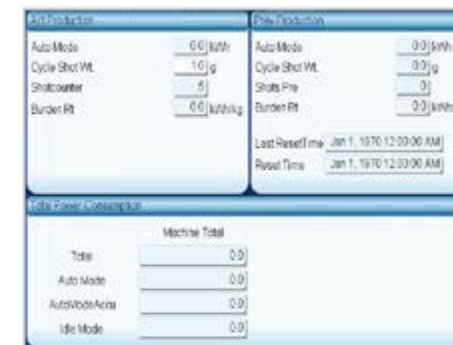 Act Production
Auto Mode 0.0 kWh
Cycle Shot Wt. 1.0 g
Shotcounter 5
Burden Rt 0.0 kWh/kg
Prev Production
Auto Mode 0.0 kWh
Cycle Shot Wt. 0.0 g
Shots Pre 0
Burden Rt 0.0
Last ResetTime Jan 1, 1970 12:00:00 AM
Reset Time Jan 1, 1970 12:00:00 AM
Total Power Consumption
Machine Total
Total 0.0
Auto Mode 0.0
0.0
Idle Mode 0.0